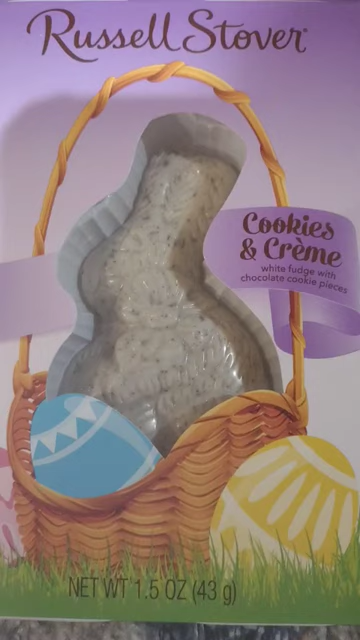 Russell Stover
Cookies
& Crème
white fudge with
chocolate cookie pieces
NET WT 1.5 OZ (43 g)